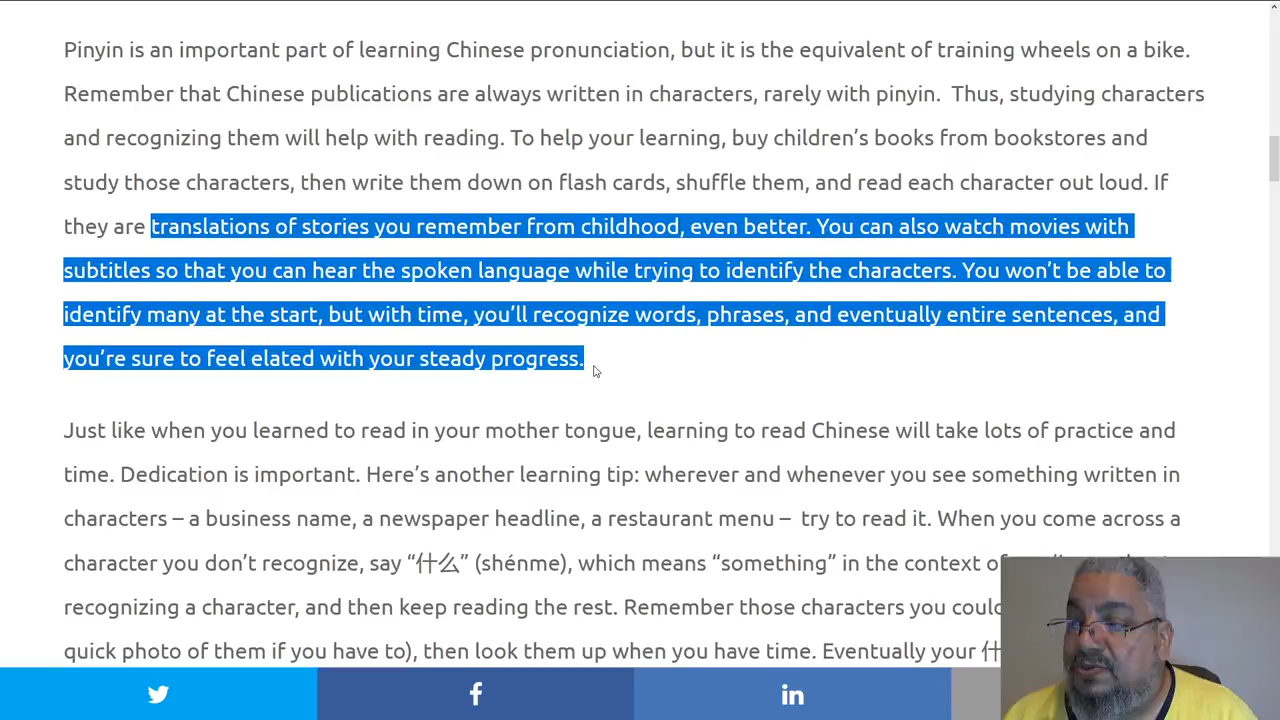 Pinyin is an important part of learning Chinese pronunciation, but it is the equivalent of training wheels on a bike.
Remember that Chinese publications are always written in characters, rarely with pinyin.  Thus, studying characters
and recognizing them will help with reading. To help your learning, buy children’s books from bookstores and
study those characters, then write them down on flash cards, shuffle them, and read each character out loud. If
they are translations of stories you remember from childhood, even better. You can also watch movies with
subtitles so that you can hear the spoken language while trying to identify the characters. You won’t be able to
identify many at the start, but with time, you’ll recognize words, phrases, and eventually entire sentences, and
you’re sure to feel elated with your steady progress.
Just like when you learned to read in your mother tongue, learning to read Chinese will take lots of practice and
time. Dedication is important. Here’s another learning tip: wherever and whenever you see something written in
characters – a business name, a newspaper headline, a restaurant menu –  try to read it. When you come across a
character you don’t recognize, say “什么” (shénme), which means “something” in the context of
recognizing a character, and then keep reading the rest. Remember those characters you
quick photo of them if you have to), then look them up when you have time. Eventually your 什